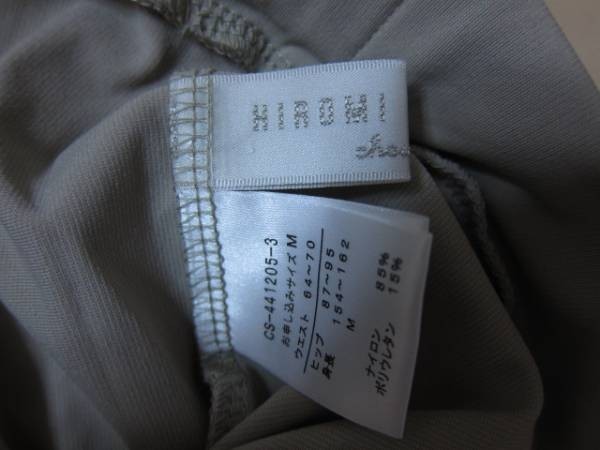 CS-441205-3
お申し込みサイズ M
ウエスト 64~70
ヒップ 87~95
身長 154~162
M
ナイロン 85%
ポリウレタン 15%